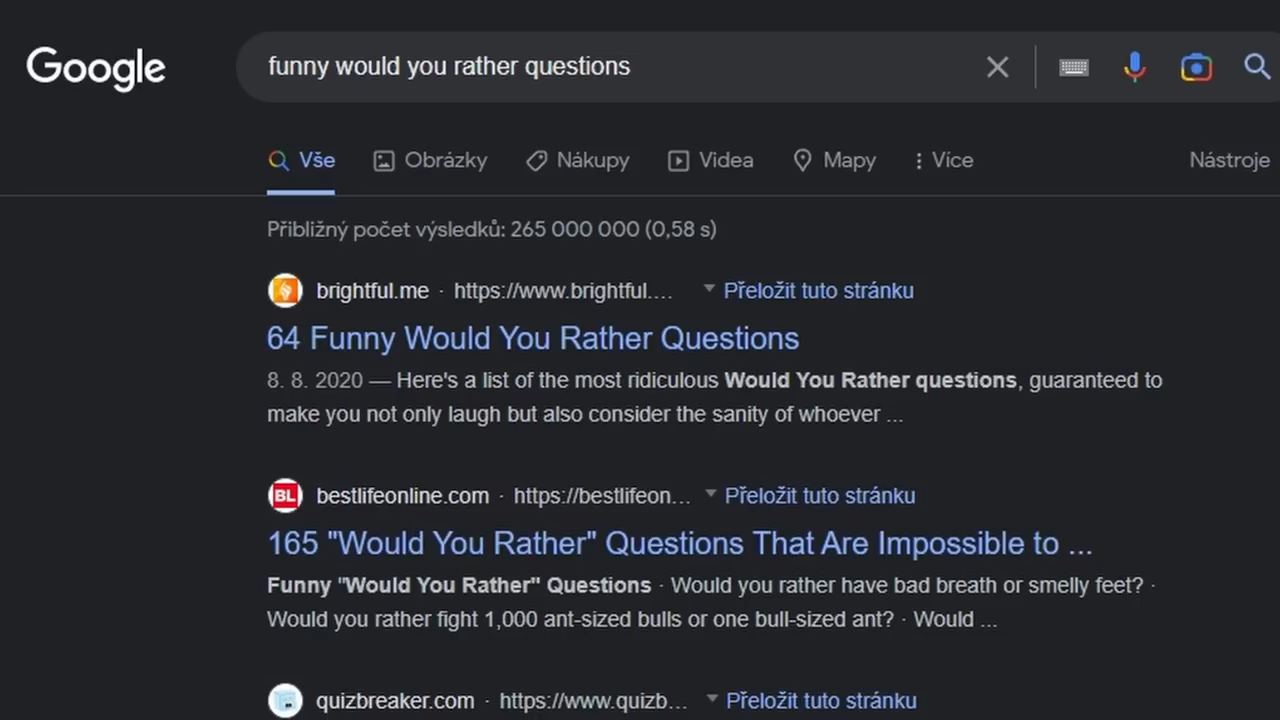 Google
funny would you rather questions
Vše Obrázky Nákupy Videa Mapy Více Nástroje
Přibližný počet výsledků: 265 000 000 (0,58 s)
brightful.me · https://www.brightful.... Přeložit tuto stránku
64 Funny Would You Rather Questions
8. 8. 2020 — Here's a list of the most ridiculous Would You Rather questions, guaranteed to
make you not only laugh but also consider the sanity of whoever ...
BL bestlifeonline.com · https://bestlifeon... Přeložit tuto stránku
165 "Would You Rather" Questions That Are Impossible to ...
Funny "Would You Rather" Questions · Would you rather have bad breath or smelly feet? ·
Would you rather fight 1,000 ant-sized bulls or one bull-sized ant? · Would ...
quizbreaker.com · https://www.quizb... Přeložit tuto stránku